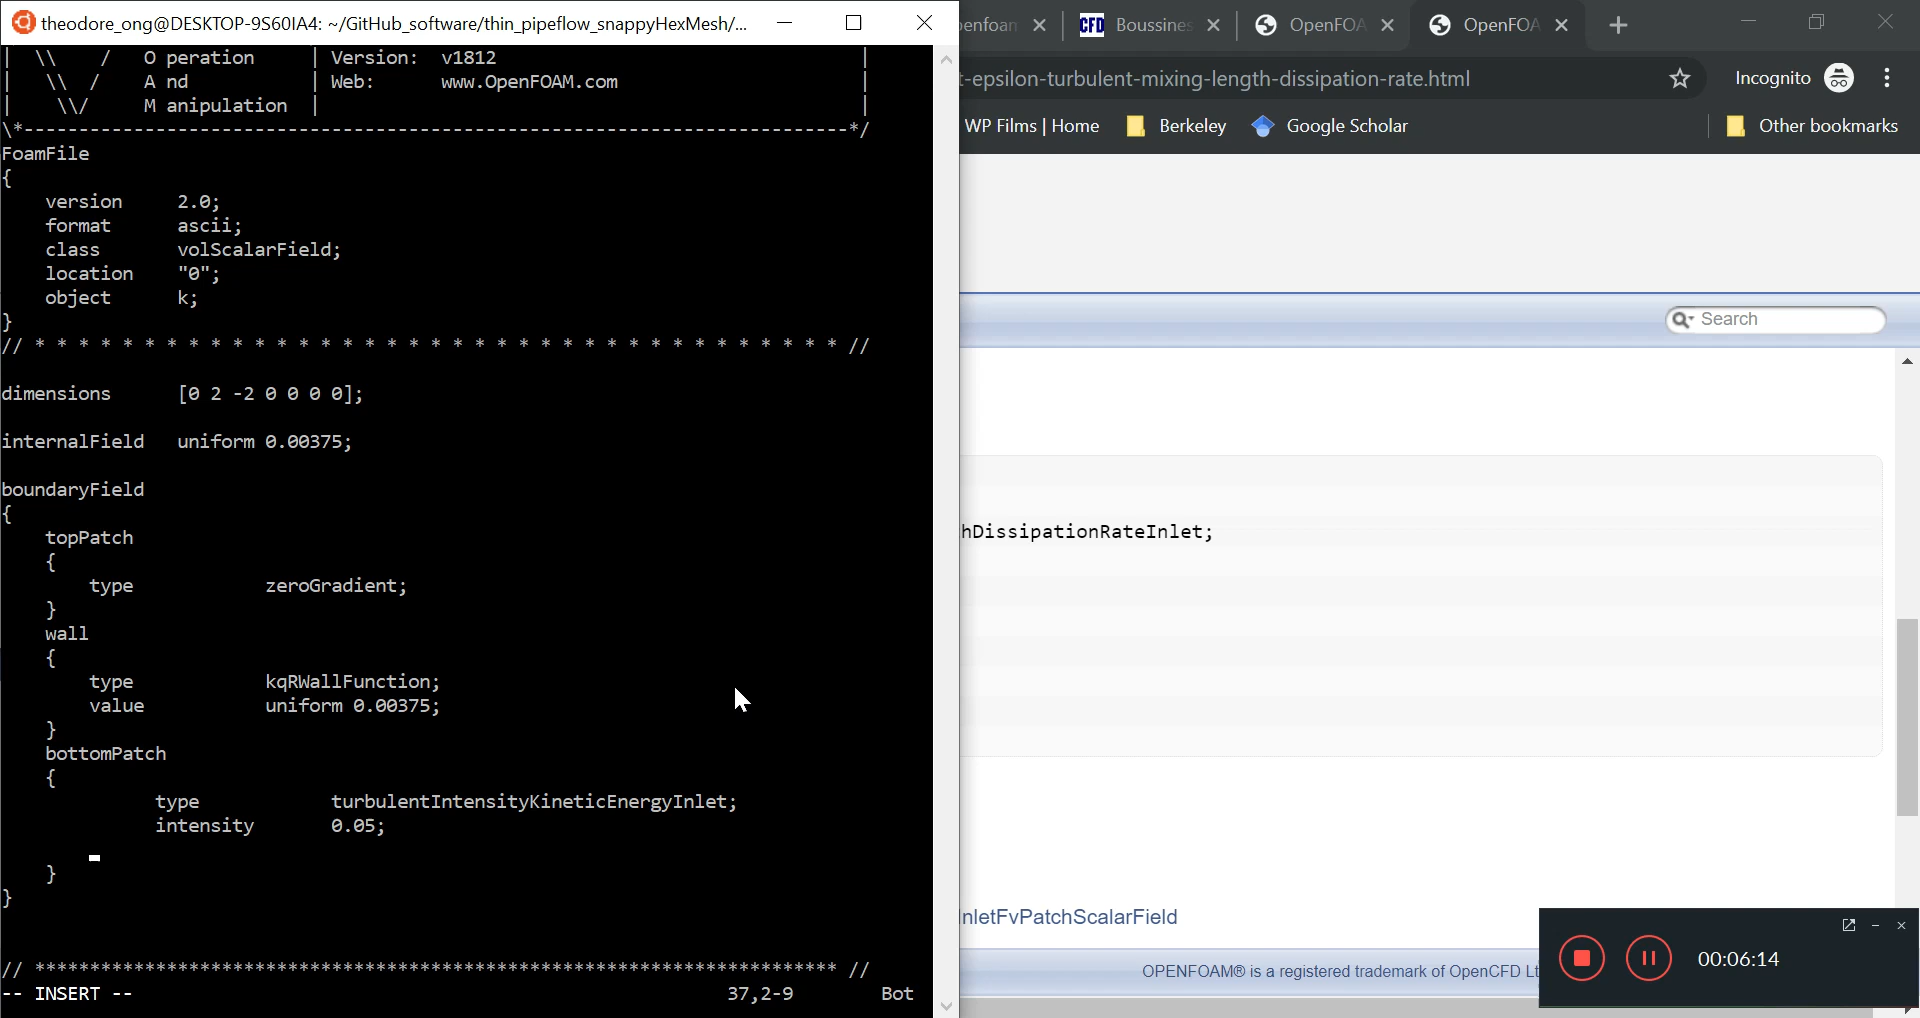 theodore_ong@DESKTOP-9S60IA4: ~/GitHub_software/thin_pipeflow_snappyHexMesh/...
| \\ / O peration | Version: v1812 |
| \\ / A nd | Web: www.OpenFOAM.com |
| \\/ M anipulation | |
\*---------------------------------------------------------------------------*/
FoamFile
{
version 2.0;
format ascii;
class volScalarField;
location "0";
object k;
}
// * * * * * * * * * * * * * * * * * * * * * * * * * * * * * * * * * * * * * //
dimensions [0 2 -2 0 0 0 0];
internalField uniform 0.00375;
boundaryField
{
topPatch
{
type zeroGradient;
}
wall
{
type kqRWallFunction;
value uniform 0.00375;
}
bottomPatch
{
type turbulentIntensityKineticEnergyInlet;
intensity 0.05;
}
}
// ************************************************************************* //
-- INSERT -- 37,2-9 Bot
penfoam
CFD Boussines
OpenFOA
OpenFOA
t-epsilon-turbulent-mixing-length-dissipation-rate.html
Incognito
WP Films | Home
Berkeley
Google Scholar
Other bookmarks
Search
hDissipationRateInlet;
InletFvPatchScalarField
OPENFOAM® is a registered trademark of OpenCFD Lt
00:06:14